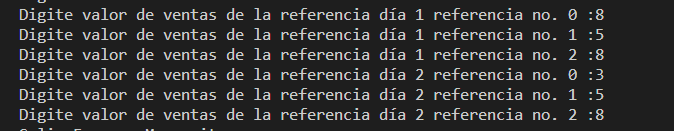 Digite valor de ventas de la referencia día 1 referencia no. 0 :8
Digite valor de ventas de la referencia día 1 referencia no. 1 :5
Digite valor de ventas de la referencia día 1 referencia no. 2 :8
Digite valor de ventas de la referencia día 2 referencia no. 0 :3
Digite valor de ventas de la referencia día 2 referencia no. 1 :5
Digite valor de ventas de la referencia día 2 referencia no. 2 :8